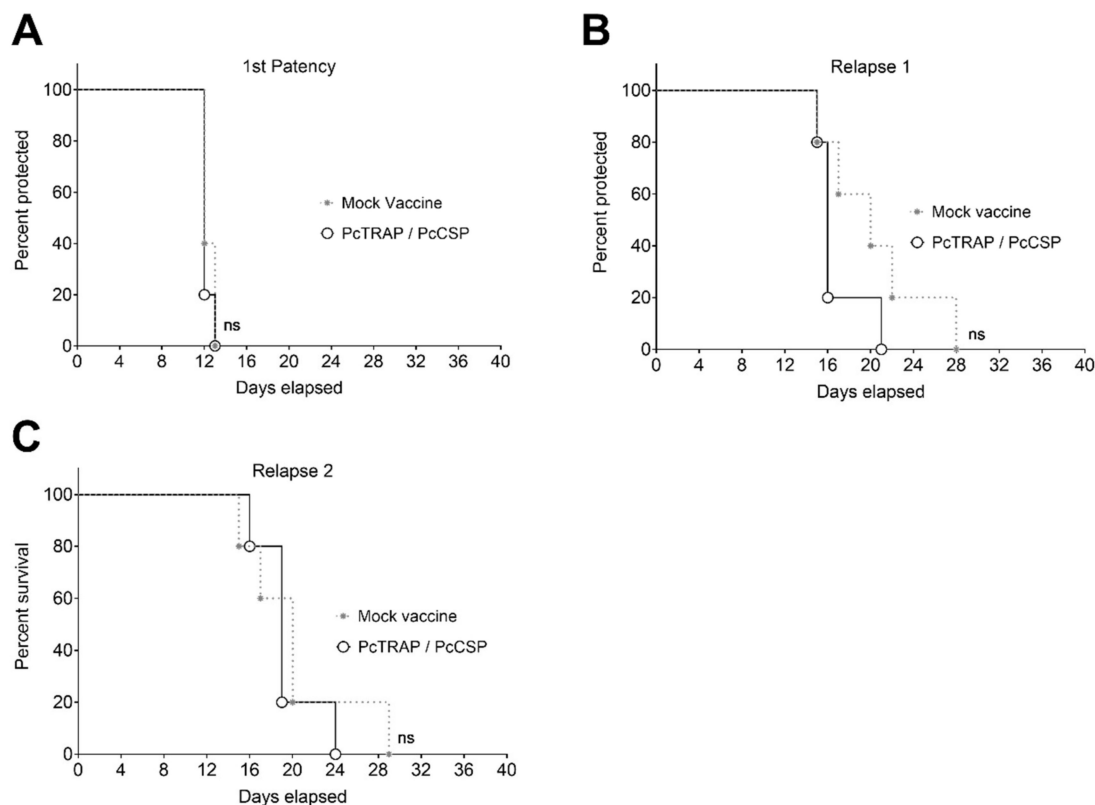 A
1st Patency
Percent protected
100
80
60
40
20
0
Mock Vaccine
PcTRAP / PcCSP
ns
0 4 8 12 16 20 24 28 32 36 40
Days elapsed
B
Relapse 1
Percent protected
100
80
60
40
20
0
Mock vaccine
PcTRAP / PcCSP
ns
0 4 8 12 16 20 24 28 32 36 40
Days elapsed
C
Relapse 2
Percent survival
100
80
60
40
20
0
Mock vaccine
PcTRAP / PcCSP
ns
0 4 8 12 16 20 24 28 32 36 40
Days elapsed